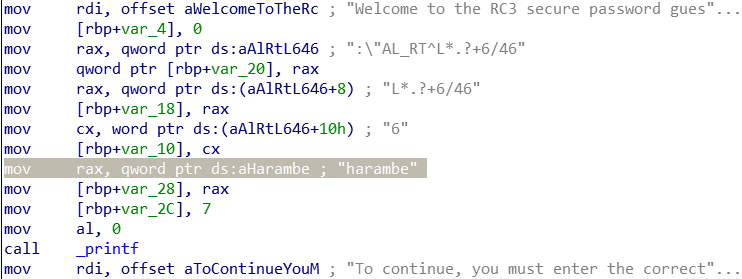 mov rdi, offset aWelcomeToTheRc ; "Welcome to the RC3 secure password gues"...
mov [rbp+var_4], 0
mov rax, qword ptr ds:aAlRtL646 ; ":\"AL_RT^L*.?+6/46"
mov qword ptr [rbp+var_20], rax
mov rax, qword ptr ds:(aAlRtL646+8) ; "L*.?+6/46"
mov [rbp+var_18], rax
mov cx, word ptr ds:(aAlRtL646+10h) ; "6"
mov [rbp+var_10], cx
mov rax, qword ptr ds:aHarambe ; "harambe"
mov [rbp+var_28], rax
mov [rbp+var_2C], 7
mov al, 0
call _printf
mov rdi, offset aToContinueYouM ; "To continue, you must enter the correct"...